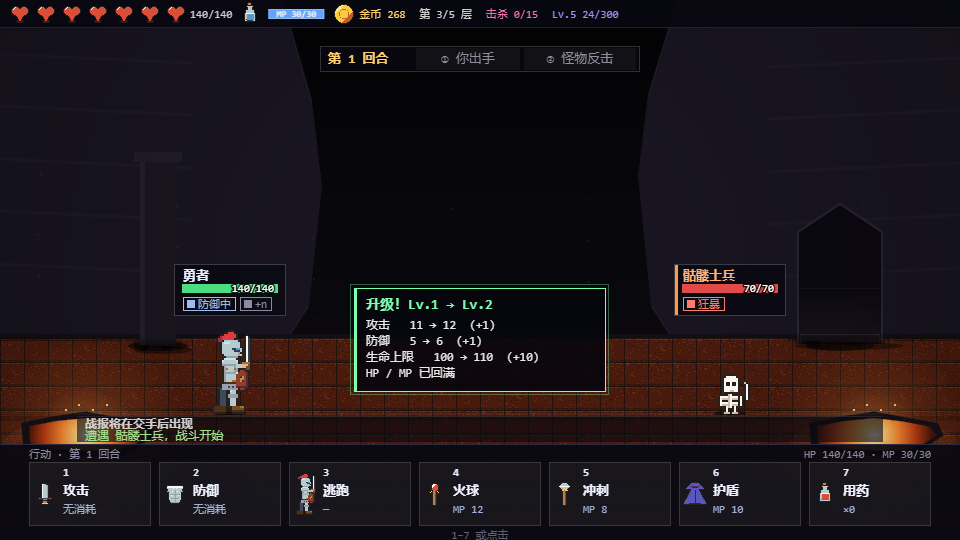 140/140 MP 30/30 金币 268 第 3/5 层 击杀 0/15 Lv.5 24/300
第 1 回合 ① 你出手 ② 怪物反击
勇者
140/140
防御中 +n
骷髅士兵
70/70
狂暴
升级! Lv.1 → Lv.2
攻击 11 → 12 (+1)
防御 5 → 6 (+1)
生命上限 100 → 110 (+10)
HP / MP 已回满
战报将在交手后出现
遭遇 骷髅士兵，战斗开始
行动 · 第 1 回合 HP 140/140 · MP 30/30
1 攻击 无消耗
2 防御 无消耗
3 逃跑 —
4 火球 MP 12
5 冲刺 MP 8
6 护盾 MP 10
7 用药 ×0
1-7 或点击